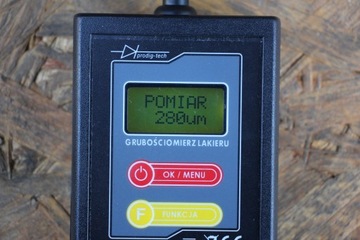 prodig-tech
POMIAR
280um
GRUBOŚCIOMIERZ LAKIERU
OK / MENU
F
FUNKCJA